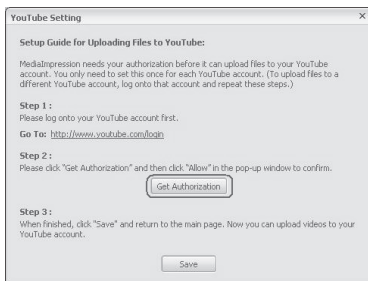 YouTube Setting
Setup Guide for Uploading Files to YouTube:
MediaImpression needs your authorization before it can upload files to your YouTube
account. You only need to set this once for each YouTube account. (To upload files to a
different YouTube account, log onto that account and repeat these steps.)
Step 1 :
Please log onto your YouTube account first.
Go To: http://www.youtube.com/login
Step 2 :
Please click "Get Authorization" and then click "Allow" in the pop-up window to confirm.
Get Authorization
Step 3 :
When finished, click "Save" and return to the main page. Now you can upload videos to your
YouTube account.
Save